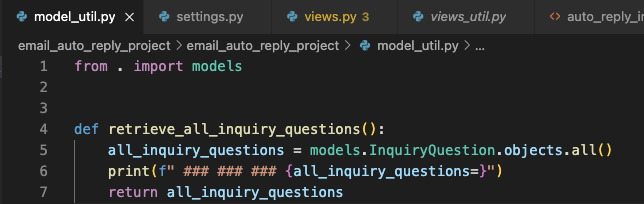 model_util.py × settings.py views.py 3 views_util.py <> auto_reply_i
email_auto_reply_project > email_auto_reply_project > model_util.py > ...
1 from . import models
2
3
4 def retrieve_all_inquiry_questions():
5     all_inquiry_questions = models.InquiryQuestion.objects.all()
6     print(f" ### ### ### {all_inquiry_questions=}")
7     return all_inquiry_questions